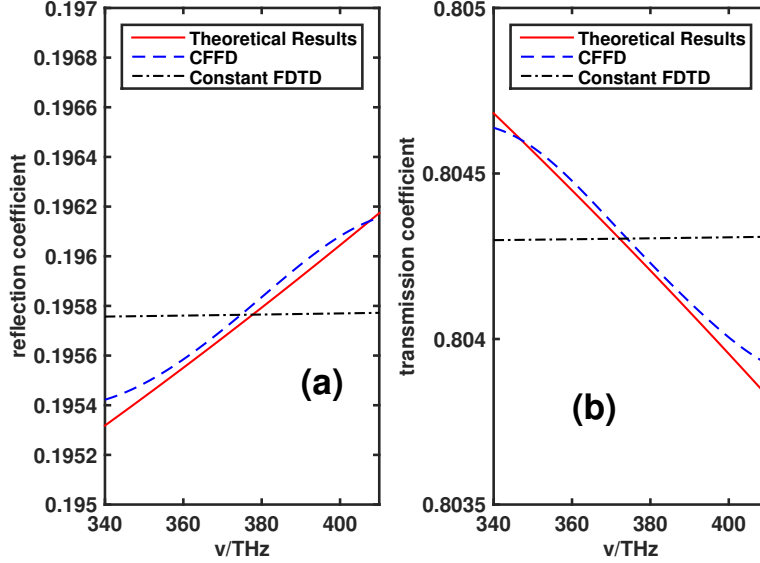 0.197
0.1968
0.1966
0.1964
0.1962
0.196
0.1958
0.1956
0.1954
0.1952
0.195
reflection coefficient
Theoretical Results
CFFD
Constant FDTD
(a)
340 360 380 400
v/THz
0.805
0.8045
0.804
0.8035
transmission coefficient
Theoretical Results
CFFD
Constant FDTD
(b)
340 360 380 400
v/THz